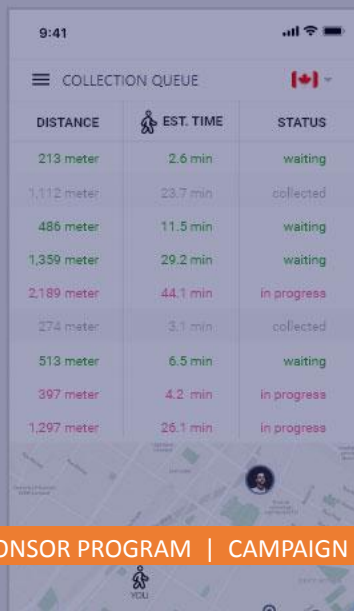 9:41
COLLECTION QUEUE
DISTANCE EST. TIME STATUS
213 meter 2.6 min waiting
1,112 meter 23.7 min collected
486 meter 11.5 min waiting
1,359 meter 29.2 min waiting
2,189 meter 44.1 min in progress
274 meter 3.1 min collected
513 meter 6.5 min waiting
397 meter 4.2 min in progress
1,297 meter 26.1 min in progress
ONSOR PROGRAM | CAMPAIGN
YOU